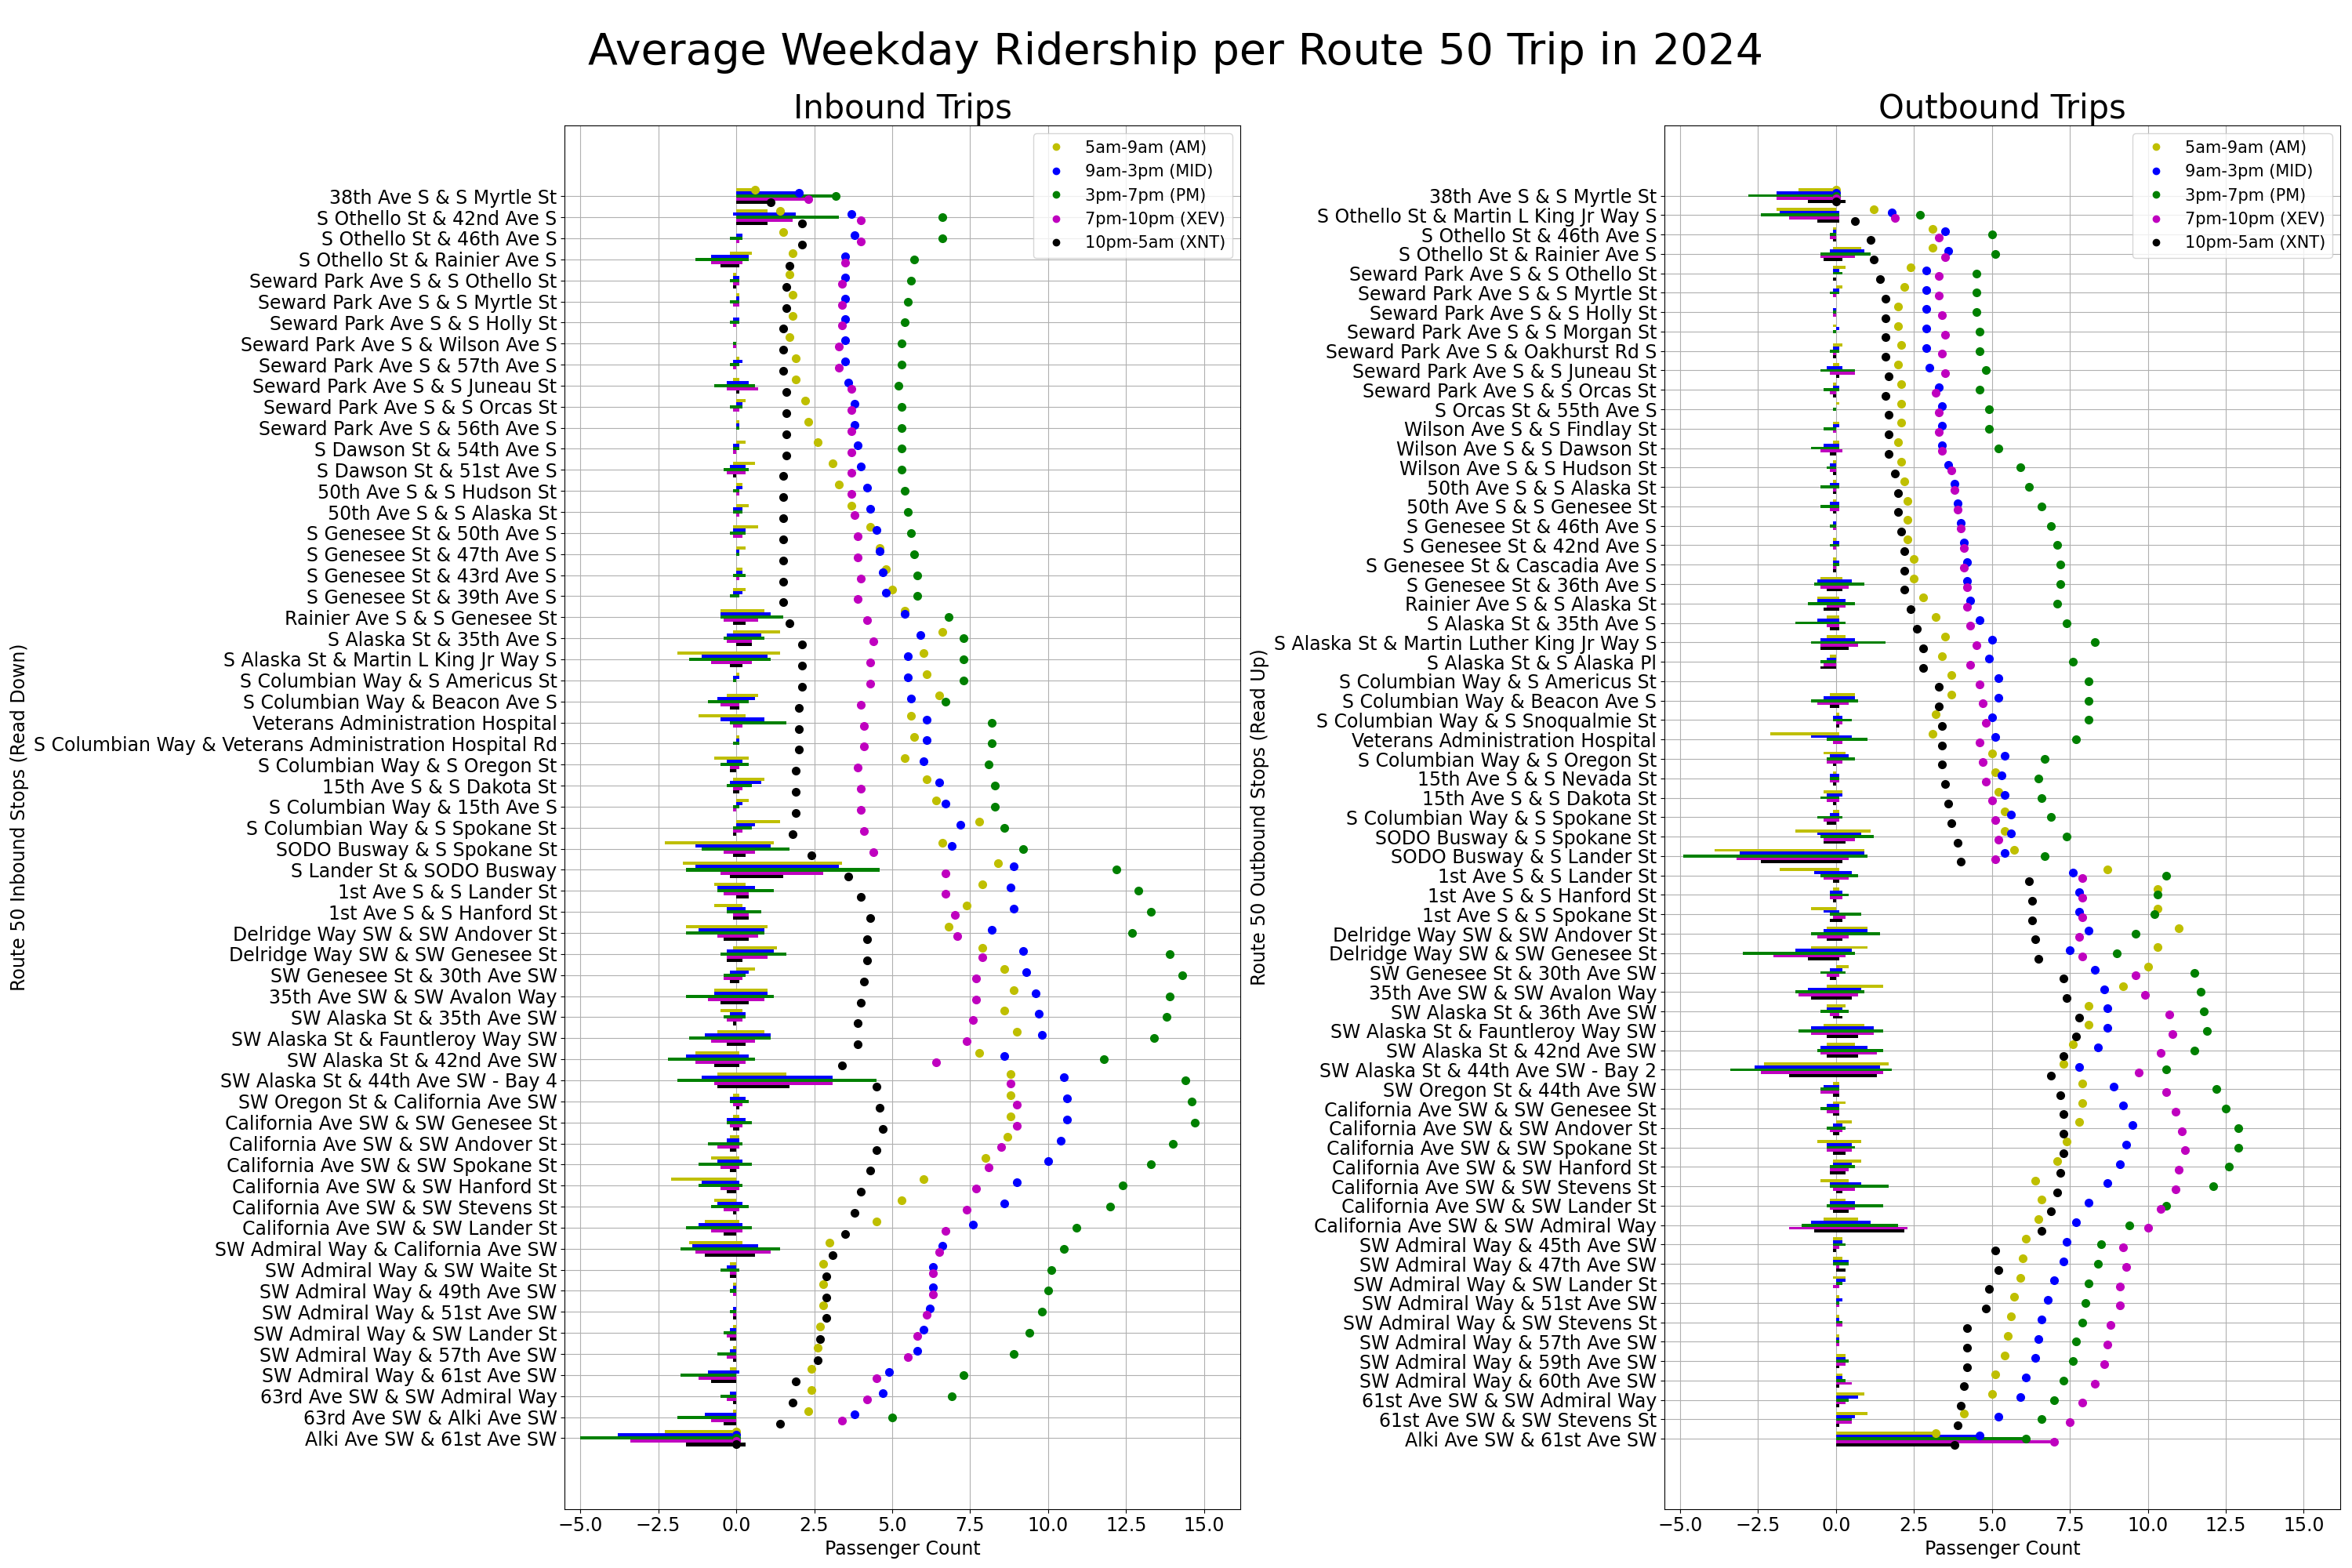 Average Weekday Ridership per Route 50 Trip in 2024
Inbound Trips
5am-9am (AM)
9am-3pm (MID)
3pm-7pm (PM)
7pm-10pm (XEV)
10pm-5am (XNT)
Route 50 Inbound Stops (Read Down)
38th Ave S & S Myrtle St
S Othello St & 42nd Ave S
S Othello St & 46th Ave S
S Othello St & Rainier Ave S
Seward Park Ave S & S Othello St
Seward Park Ave S & S Myrtle St
Seward Park Ave S & S Holly St
Seward Park Ave S & Wilson Ave S
Seward Park Ave S & 57th Ave S
Seward Park Ave S & S Juneau St
Seward Park Ave S & S Orcas St
Seward Park Ave S & 56th Ave S
S Dawson St & 54th Ave S
S Dawson St & 51st Ave S
50th Ave S & S Hudson St
50th Ave S & S Alaska St
S Genesee St & 50th Ave S
S Genesee St & 47th Ave S
S Genesee St & 43rd Ave S
S Genesee St & 39th Ave S
Rainier Ave S & S Genesee St
S Alaska St & 35th Ave S
S Alaska St & Martin L King Jr Way S
S Columbian Way & S Americus St
S Columbian Way & Beacon Ave S
Veterans Administration Hospital
S Columbian Way & Veterans Administration Hospital Rd
S Columbian Way & S Oregon St
15th Ave S & S Dakota St
S Columbian Way & 15th Ave S
S Columbian Way & S Spokane St
SODO Busway & S Spokane St
S Lander St & SODO Busway
1st Ave S & S Lander St
1st Ave S & S Hanford St
Delridge Way SW & SW Andover St
Delridge Way SW & SW Genesee St
SW Genesee St & 30th Ave SW
35th Ave SW & SW Avalon Way
SW Alaska St & 35th Ave SW
SW Alaska St & Fauntleroy Way SW
SW Alaska St & 42nd Ave SW
SW Alaska St & 44th Ave SW - Bay 4
SW Oregon St & California Ave SW
California Ave SW & SW Genesee St
California Ave SW & SW Andover St
California Ave SW & SW Spokane St
California Ave SW & SW Hanford St
California Ave SW & SW Stevens St
California Ave SW & SW Lander St
SW Admiral Way & California Ave SW
SW Admiral Way & SW Waite St
SW Admiral Way & 49th Ave SW
SW Admiral Way & 51st Ave SW
SW Admiral Way & SW Lander St
SW Admiral Way & 57th Ave SW
SW Admiral Way & 61st Ave SW
63rd Ave SW & SW Admiral Way
63rd Ave SW & Alki Ave SW
Alki Ave SW & 61st Ave SW
−5.0 −2.5 0.0 2.5 5.0 7.5 10.0 12.5 15.0
Passenger Count
Outbound Trips
5am-9am (AM)
9am-3pm (MID)
3pm-7pm (PM)
7pm-10pm (XEV)
10pm-5am (XNT)
Route 50 Outbound Stops (Read Up)
38th Ave S & S Myrtle St
S Othello St & Martin L King Jr Way S
S Othello St & 46th Ave S
S Othello St & Rainier Ave S
Seward Park Ave S & S Othello St
Seward Park Ave S & S Myrtle St
Seward Park Ave S & S Holly St
Seward Park Ave S & S Morgan St
Seward Park Ave S & Oakhurst Rd S
Seward Park Ave S & S Juneau St
Seward Park Ave S & S Orcas St
S Orcas St & 55th Ave S
Wilson Ave S & S Findlay St
Wilson Ave S & S Dawson St
Wilson Ave S & S Hudson St
50th Ave S & S Alaska St
50th Ave S & S Genesee St
S Genesee St & 46th Ave S
S Genesee St & 42nd Ave S
S Genesee St & Cascadia Ave S
S Genesee St & 36th Ave S
Rainier Ave S & S Alaska St
S Alaska St & 35th Ave S
S Alaska St & Martin Luther King Jr Way S
S Alaska St & S Alaska Pl
S Columbian Way & S Americus St
S Columbian Way & Beacon Ave S
S Columbian Way & S Snoqualmie St
Veterans Administration Hospital
S Columbian Way & S Oregon St
15th Ave S & S Nevada St
15th Ave S & S Dakota St
S Columbian Way & S Spokane St
SODO Busway & S Spokane St
SODO Busway & S Lander St
1st Ave S & S Lander St
1st Ave S & S Hanford St
1st Ave S & S Spokane St
Delridge Way SW & SW Andover St
Delridge Way SW & SW Genesee St
SW Genesee St & 30th Ave SW
35th Ave SW & SW Avalon Way
SW Alaska St & 36th Ave SW
SW Alaska St & Fauntleroy Way SW
SW Alaska St & 42nd Ave SW
SW Alaska St & 44th Ave SW - Bay 2
SW Oregon St & 44th Ave SW
California Ave SW & SW Genesee St
California Ave SW & SW Andover St
California Ave SW & SW Spokane St
California Ave SW & SW Hanford St
California Ave SW & SW Stevens St
California Ave SW & SW Lander St
California Ave SW & SW Admiral Way
SW Admiral Way & 45th Ave SW
SW Admiral Way & 47th Ave SW
SW Admiral Way & SW Lander St
SW Admiral Way & 51st Ave SW
SW Admiral Way & SW Stevens St
SW Admiral Way & 57th Ave SW
SW Admiral Way & 59th Ave SW
SW Admiral Way & 60th Ave SW
61st Ave SW & SW Admiral Way
61st Ave SW & SW Stevens St
Alki Ave SW & 61st Ave SW
−5.0 −2.5 0.0 2.5 5.0 7.5 10.0 12.5 15.0
Passenger Count